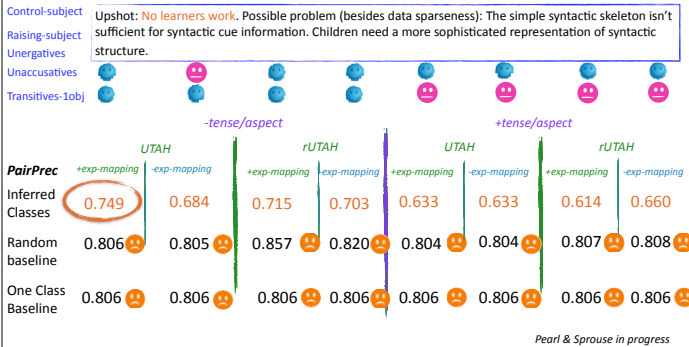 Control-subject
Raising-subject
Unergatives
Unaccusatives
Transitives-1obj
Upshot: No learners work. Possible problem (besides data sparseness): The simple syntactic skeleton isn't
sufficient for syntactic cue information. Children need a more sophisticated representation of syntactic
structure.
-tense/aspect +tense/aspect
UTAH rUTAH UTAH rUTAH
PairPrec +exp-mapping -exp-mapping +exp-mapping -exp-mapping +exp-mapping -exp-mapping +exp-mapping -exp-mapping
Inferred
Classes 0.749 0.684 0.715 0.703 0.633 0.633 0.614 0.660
Random
baseline 0.806 0.805 0.857 0.820 0.804 0.804 0.807 0.808
One Class
Baseline 0.806 0.806 0.806 0.806 0.806 0.806 0.806 0.806
Pearl & Sprouse in progress